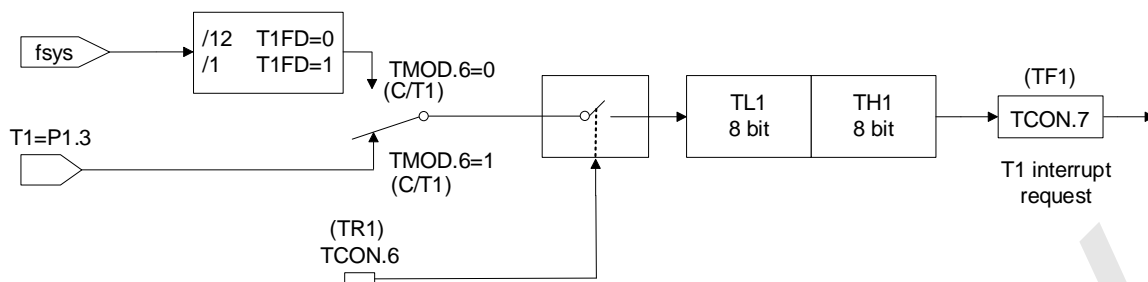 fsys
/12 T1FD=0
/1 T1FD=1
TMOD.6=0
(C/T1)
T1=P1.3
TMOD.6=1
(C/T1)
(TR1)
TCON.6
TL1
8 bit
TH1
8 bit
(TF1)
TCON.7
T1 interrupt
request